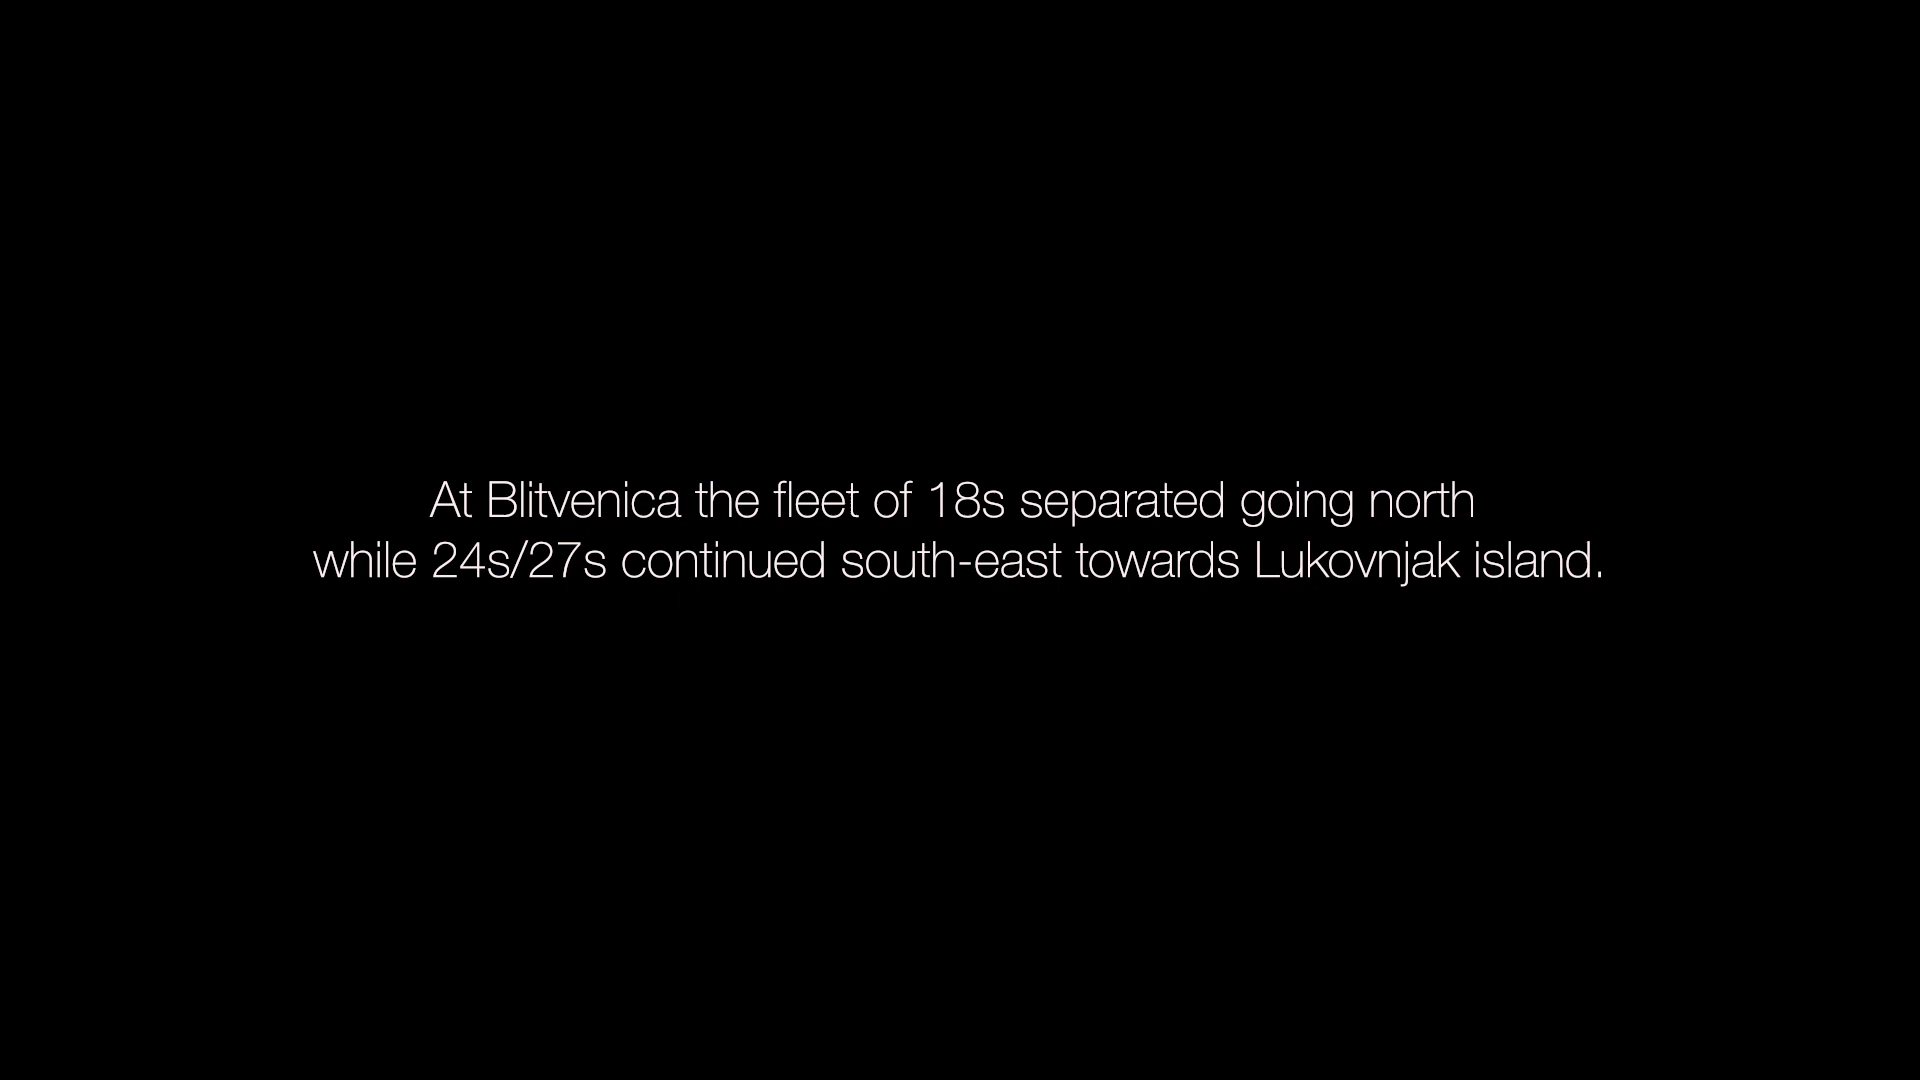 At Blitvenica the fleet of 18s separated going north
while 24s/27s continued south-east towards Lukovnjak island.